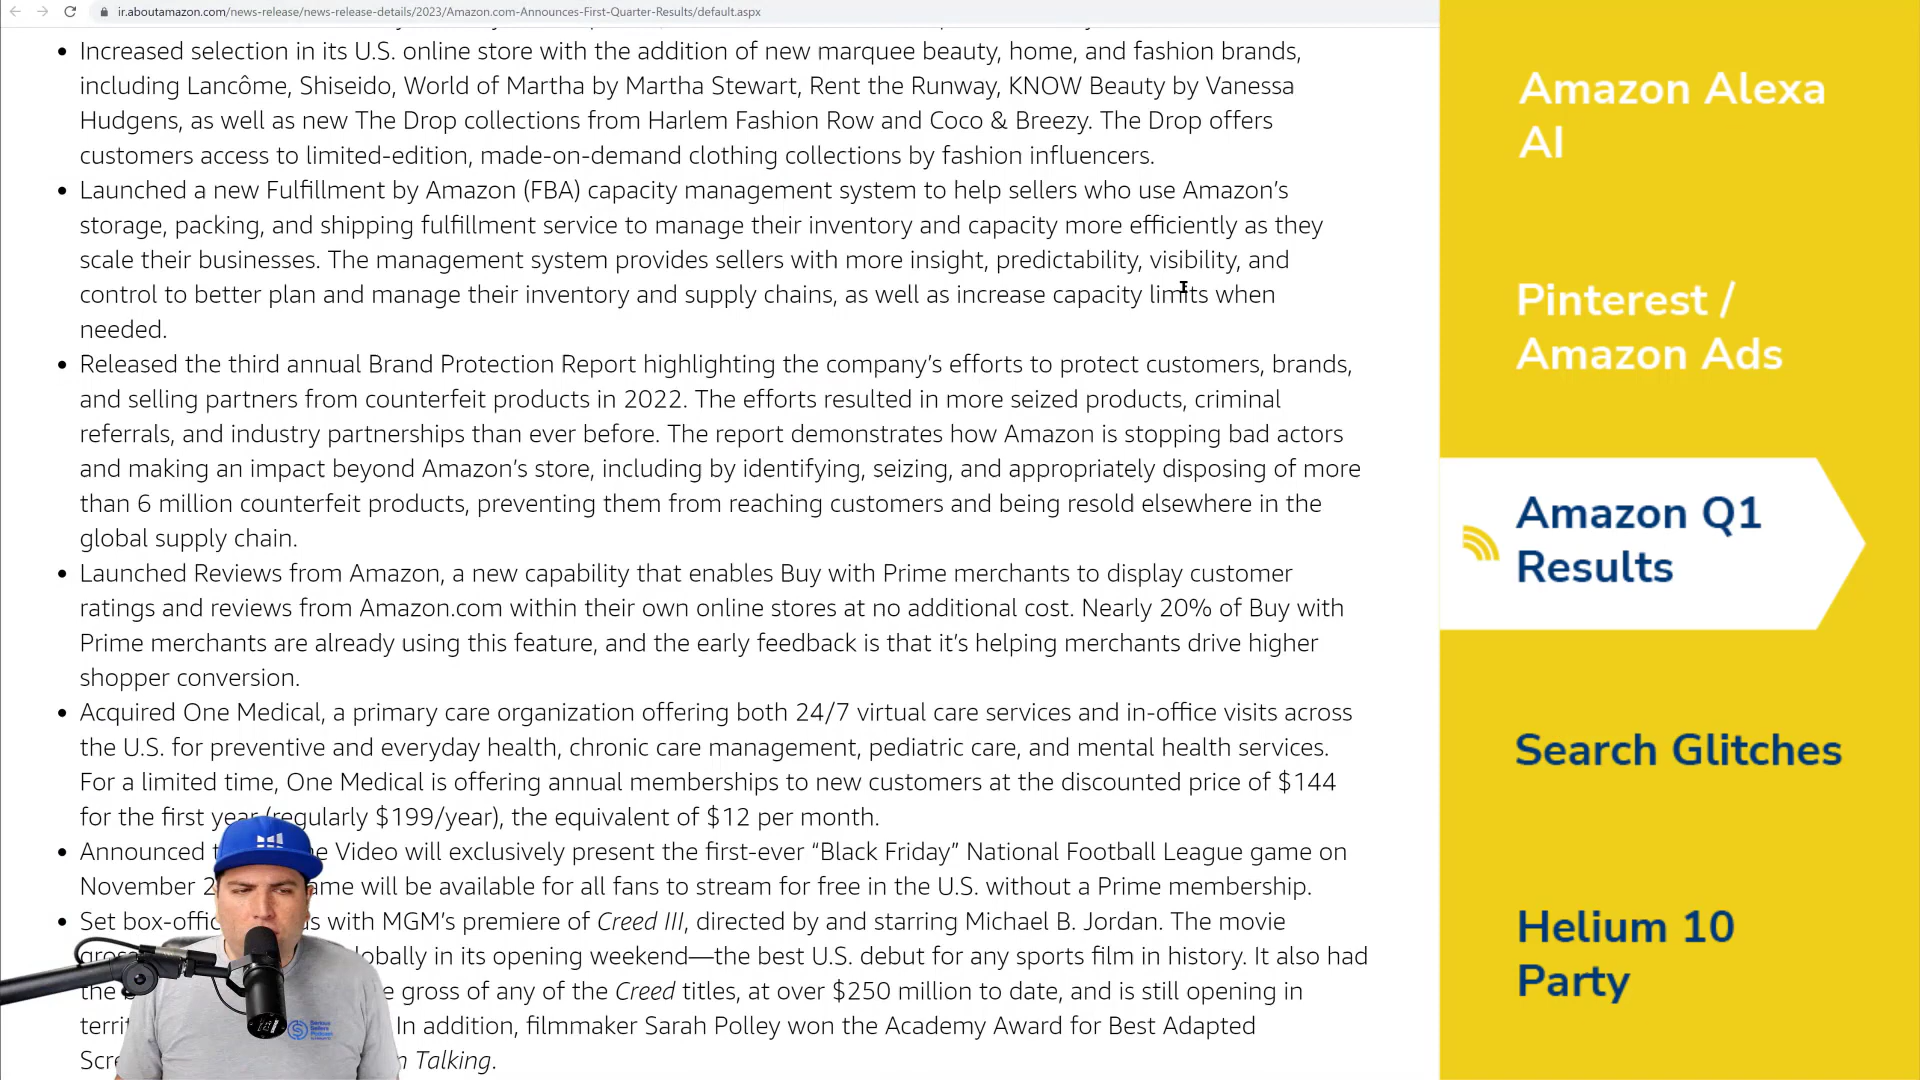 ir.aboutamazon.com/news-release/news-release-details/2023/Amazon.com-Announces-First-Quarter-Results/default.aspx
• Increased selection in its U.S. online store with the addition of new marquee beauty, home, and fashion brands,
including Lancôme, Shiseido, World of Martha by Martha Stewart, Rent the Runway, KNOW Beauty by Vanessa
Hudgens, as well as new The Drop collections from Harlem Fashion Row and Coco & Breezy. The Drop offers
customers access to limited-edition, made-on-demand clothing collections by fashion influencers.
• Launched a new Fulfillment by Amazon (FBA) capacity management system to help sellers who use Amazon’s
storage, packing, and shipping fulfillment service to manage their inventory and capacity more efficiently as they
scale their businesses. The management system provides sellers with more insight, predictability, visibility, and
control to better plan and manage their inventory and supply chains, as well as increase capacity limits when
needed.
• Released the third annual Brand Protection Report highlighting the company’s efforts to protect customers, brands,
and selling partners from counterfeit products in 2022. The efforts resulted in more seized products, criminal
referrals, and industry partnerships than ever before. The report demonstrates how Amazon is stopping bad actors
and making an impact beyond Amazon’s store, including by identifying, seizing, and appropriately disposing of more
than 6 million counterfeit products, preventing them from reaching customers and being resold elsewhere in the
global supply chain.
• Launched Reviews from Amazon, a new capability that enables Buy with Prime merchants to display customer
ratings and reviews from Amazon.com within their own online stores at no additional cost. Nearly 20% of Buy with
Prime merchants are already using this feature, and the early feedback is that it’s helping merchants drive higher
shopper conversion.
• Acquired One Medical, a primary care organization offering both 24/7 virtual care services and in-office visits across
the U.S. for preventive and everyday health, chronic care management, pediatric care, and mental health services.
For a limited time, One Medical is offering annual memberships to new customers at the discounted price of $144
for the first year (regularly $199/year), the equivalent of $12 per month.
• Announced Video will exclusively present the first-ever “Black Friday” National Football League game on
November will be available for all fans to stream for free in the U.S. without a Prime membership.
• Set with MGM’s premiere of Creed III, directed by and starring Michael B. Jordan. The movie
in its opening weekend—the best U.S. debut for any sports film in history. It also had
the gross of any of the Creed titles, at over $250 million to date, and is still opening in
In addition, filmmaker Sarah Polley won the Academy Award for Best Adapted
Talking.
Amazon Alexa
AI
Pinterest /
Amazon Ads
Amazon Q1
Results
Search Glitches
Helium 10
Party
Serious
Sellers
Podcast